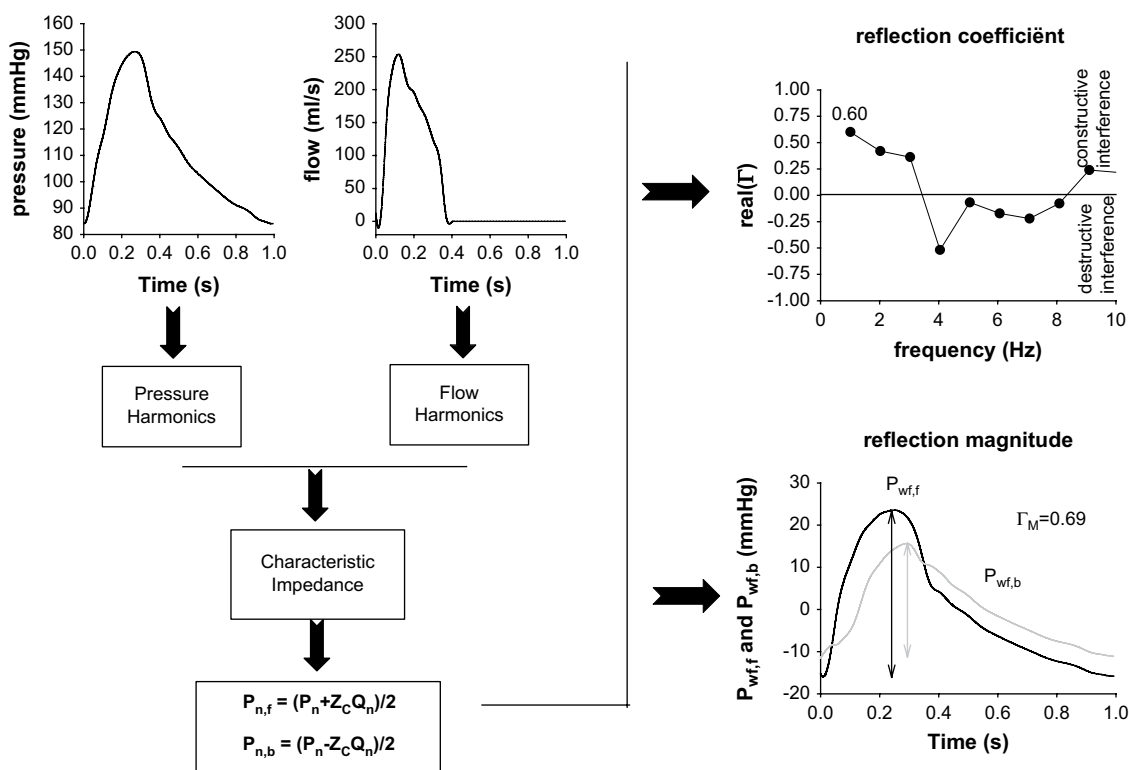 pressure (mmHg)
160
150
140
130
120
110
100
90
80
0.0 0.2 0.4 0.6 0.8 1.0
Time (s)
flow (ml/s)
300
250
200
150
100
50
0
0.0 0.2 0.4 0.6 0.8 1.0
Time (s)
Pressure
Harmonics
Flow
Harmonics
Characteristic
Impedance
P_n,f = (P_n+Z_CQ_n)/2
P_n,b = (P_n-Z_CQ_n)/2
reflection coefficiënt
real(Γ)
1.00
0.75
0.50
0.25
0.00
-0.25
-0.50
-0.75
-1.00
0.60
constructive
interference
destructive
interference
0 2 4 6 8 10
frequency (Hz)
reflection magnitude
P_wf,f and P_wf,b (mmHg)
30
20
10
0
-10
-20
P_wf,f
Γ_M=0.69
P_wf,b
0.0 0.2 0.4 0.6 0.8 1.0
Time (s)